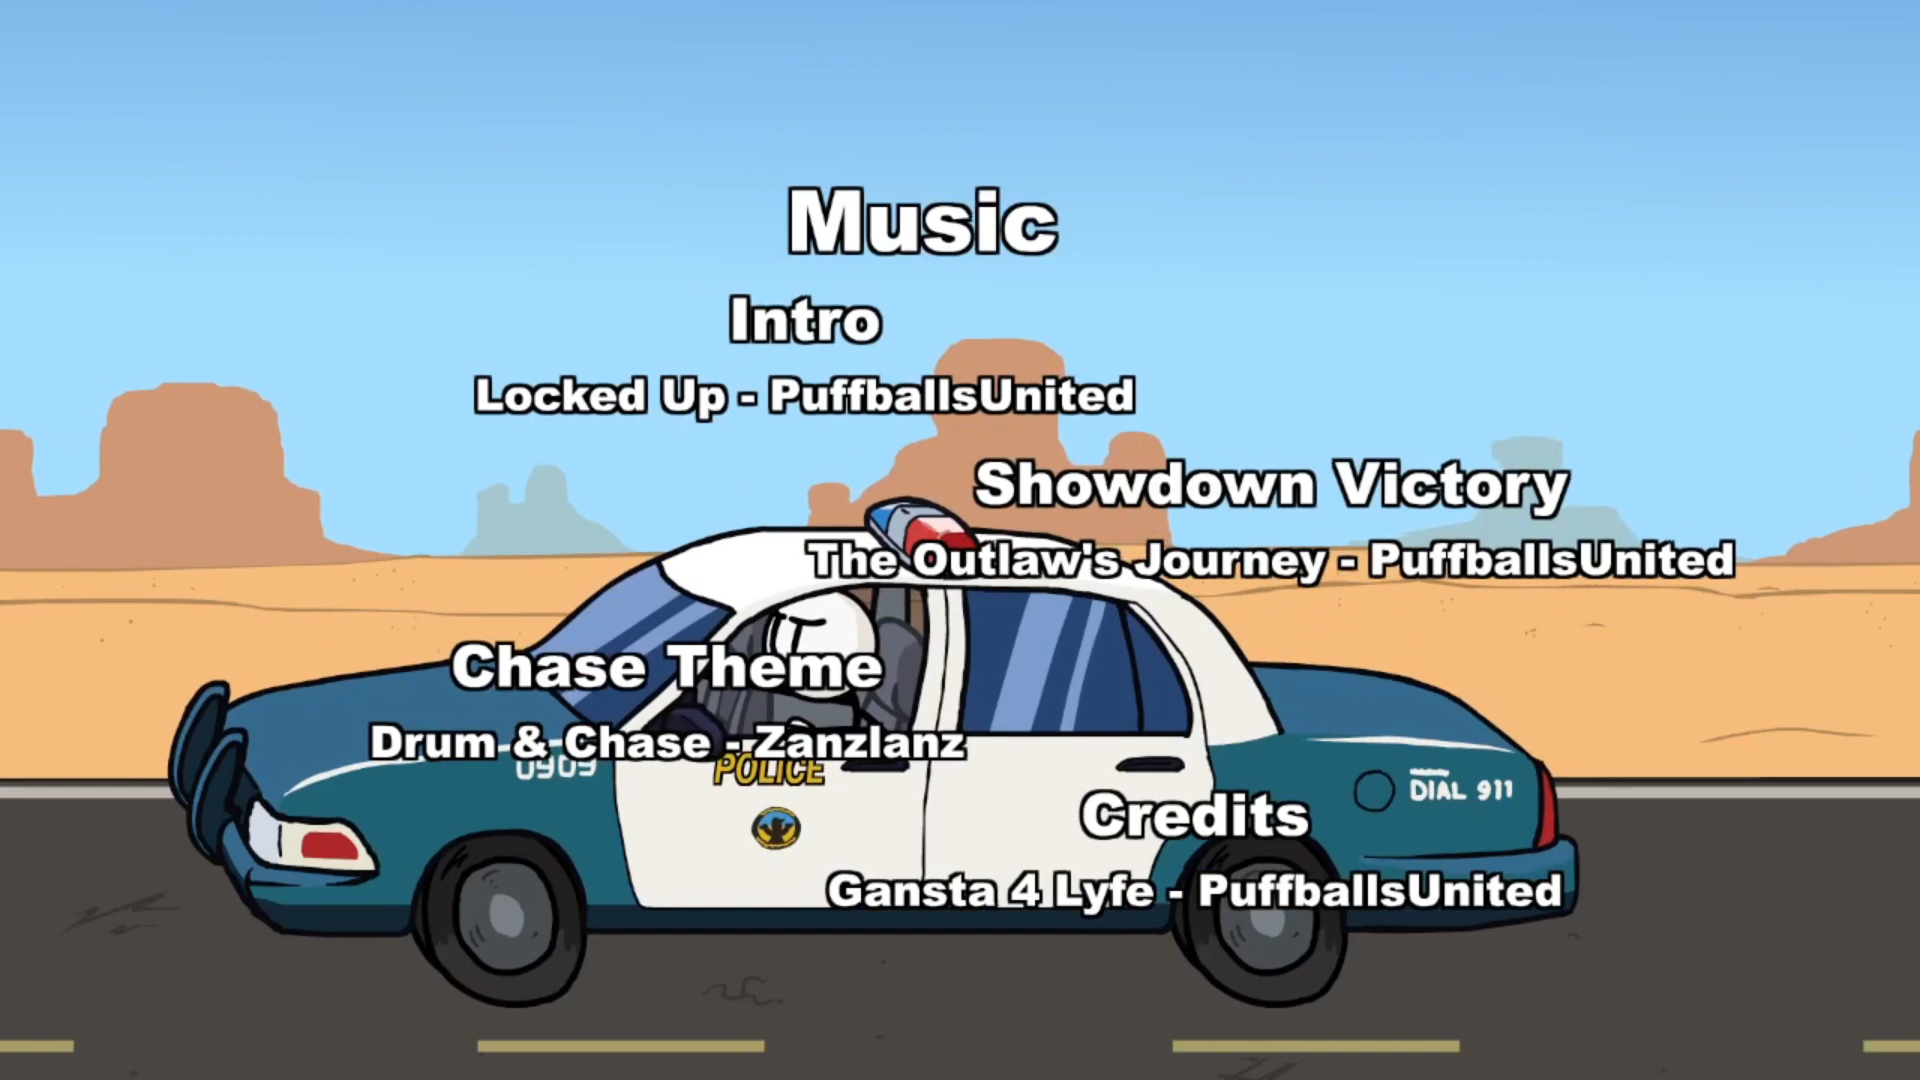 Music
Intro
Locked Up - PuffballsUnited
Showdown Victory
The Outlaw's Journey - PuffballsUnited
Chase Theme
Drum & Chase - Zanzlanz
0909
POLICE
DIAL 911
Credits
Gansta 4 Lyfe - PuffballsUnited